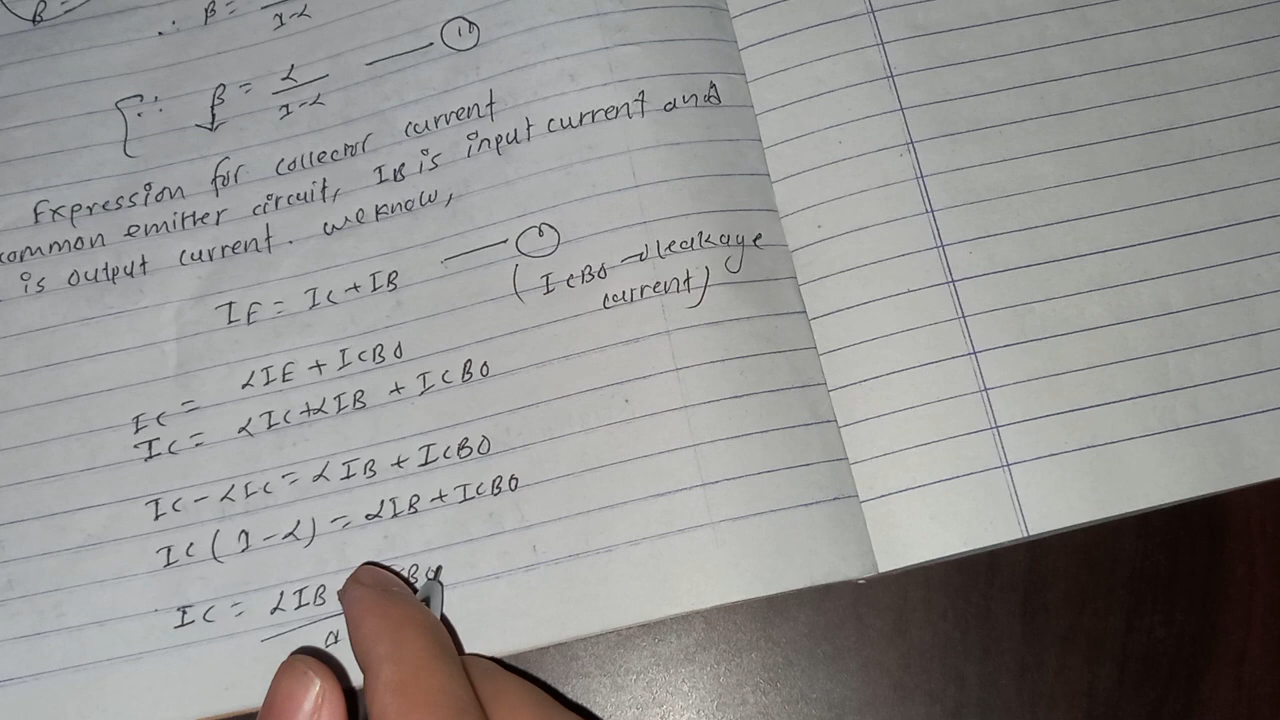 ∴ β =
1-α
∵ β = α/1-α
Expression for collector current
common emitter circuit, IB is input current and
is output current. we know,
IE = IC + IB
(ICBO → leakage
current)
IC = αIE + ICBO
IC = αIC + αIB + ICBO
IC - αIC = αIB + ICBO
IC (1-α) = αIB + ICBO
IC = αIB